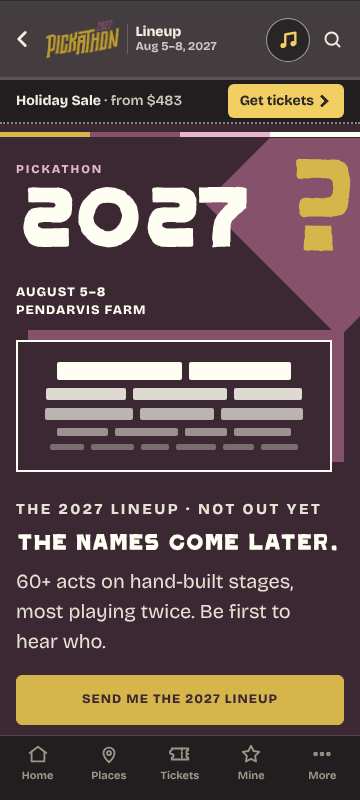 2027
PICKATHON
Lineup
Aug 5–8, 2027
Holiday Sale · from $483
Get tickets
PICKATHON
2027
?
AUGUST 5–8
PENDARVIS FARM
THE 2027 LINEUP · NOT OUT YET
THE NAMES COME LATER.
60+ acts on hand-built stages,
most playing twice. Be first to
hear who.
SEND ME THE 2027 LINEUP
Home
Places
Tickets
Mine
More